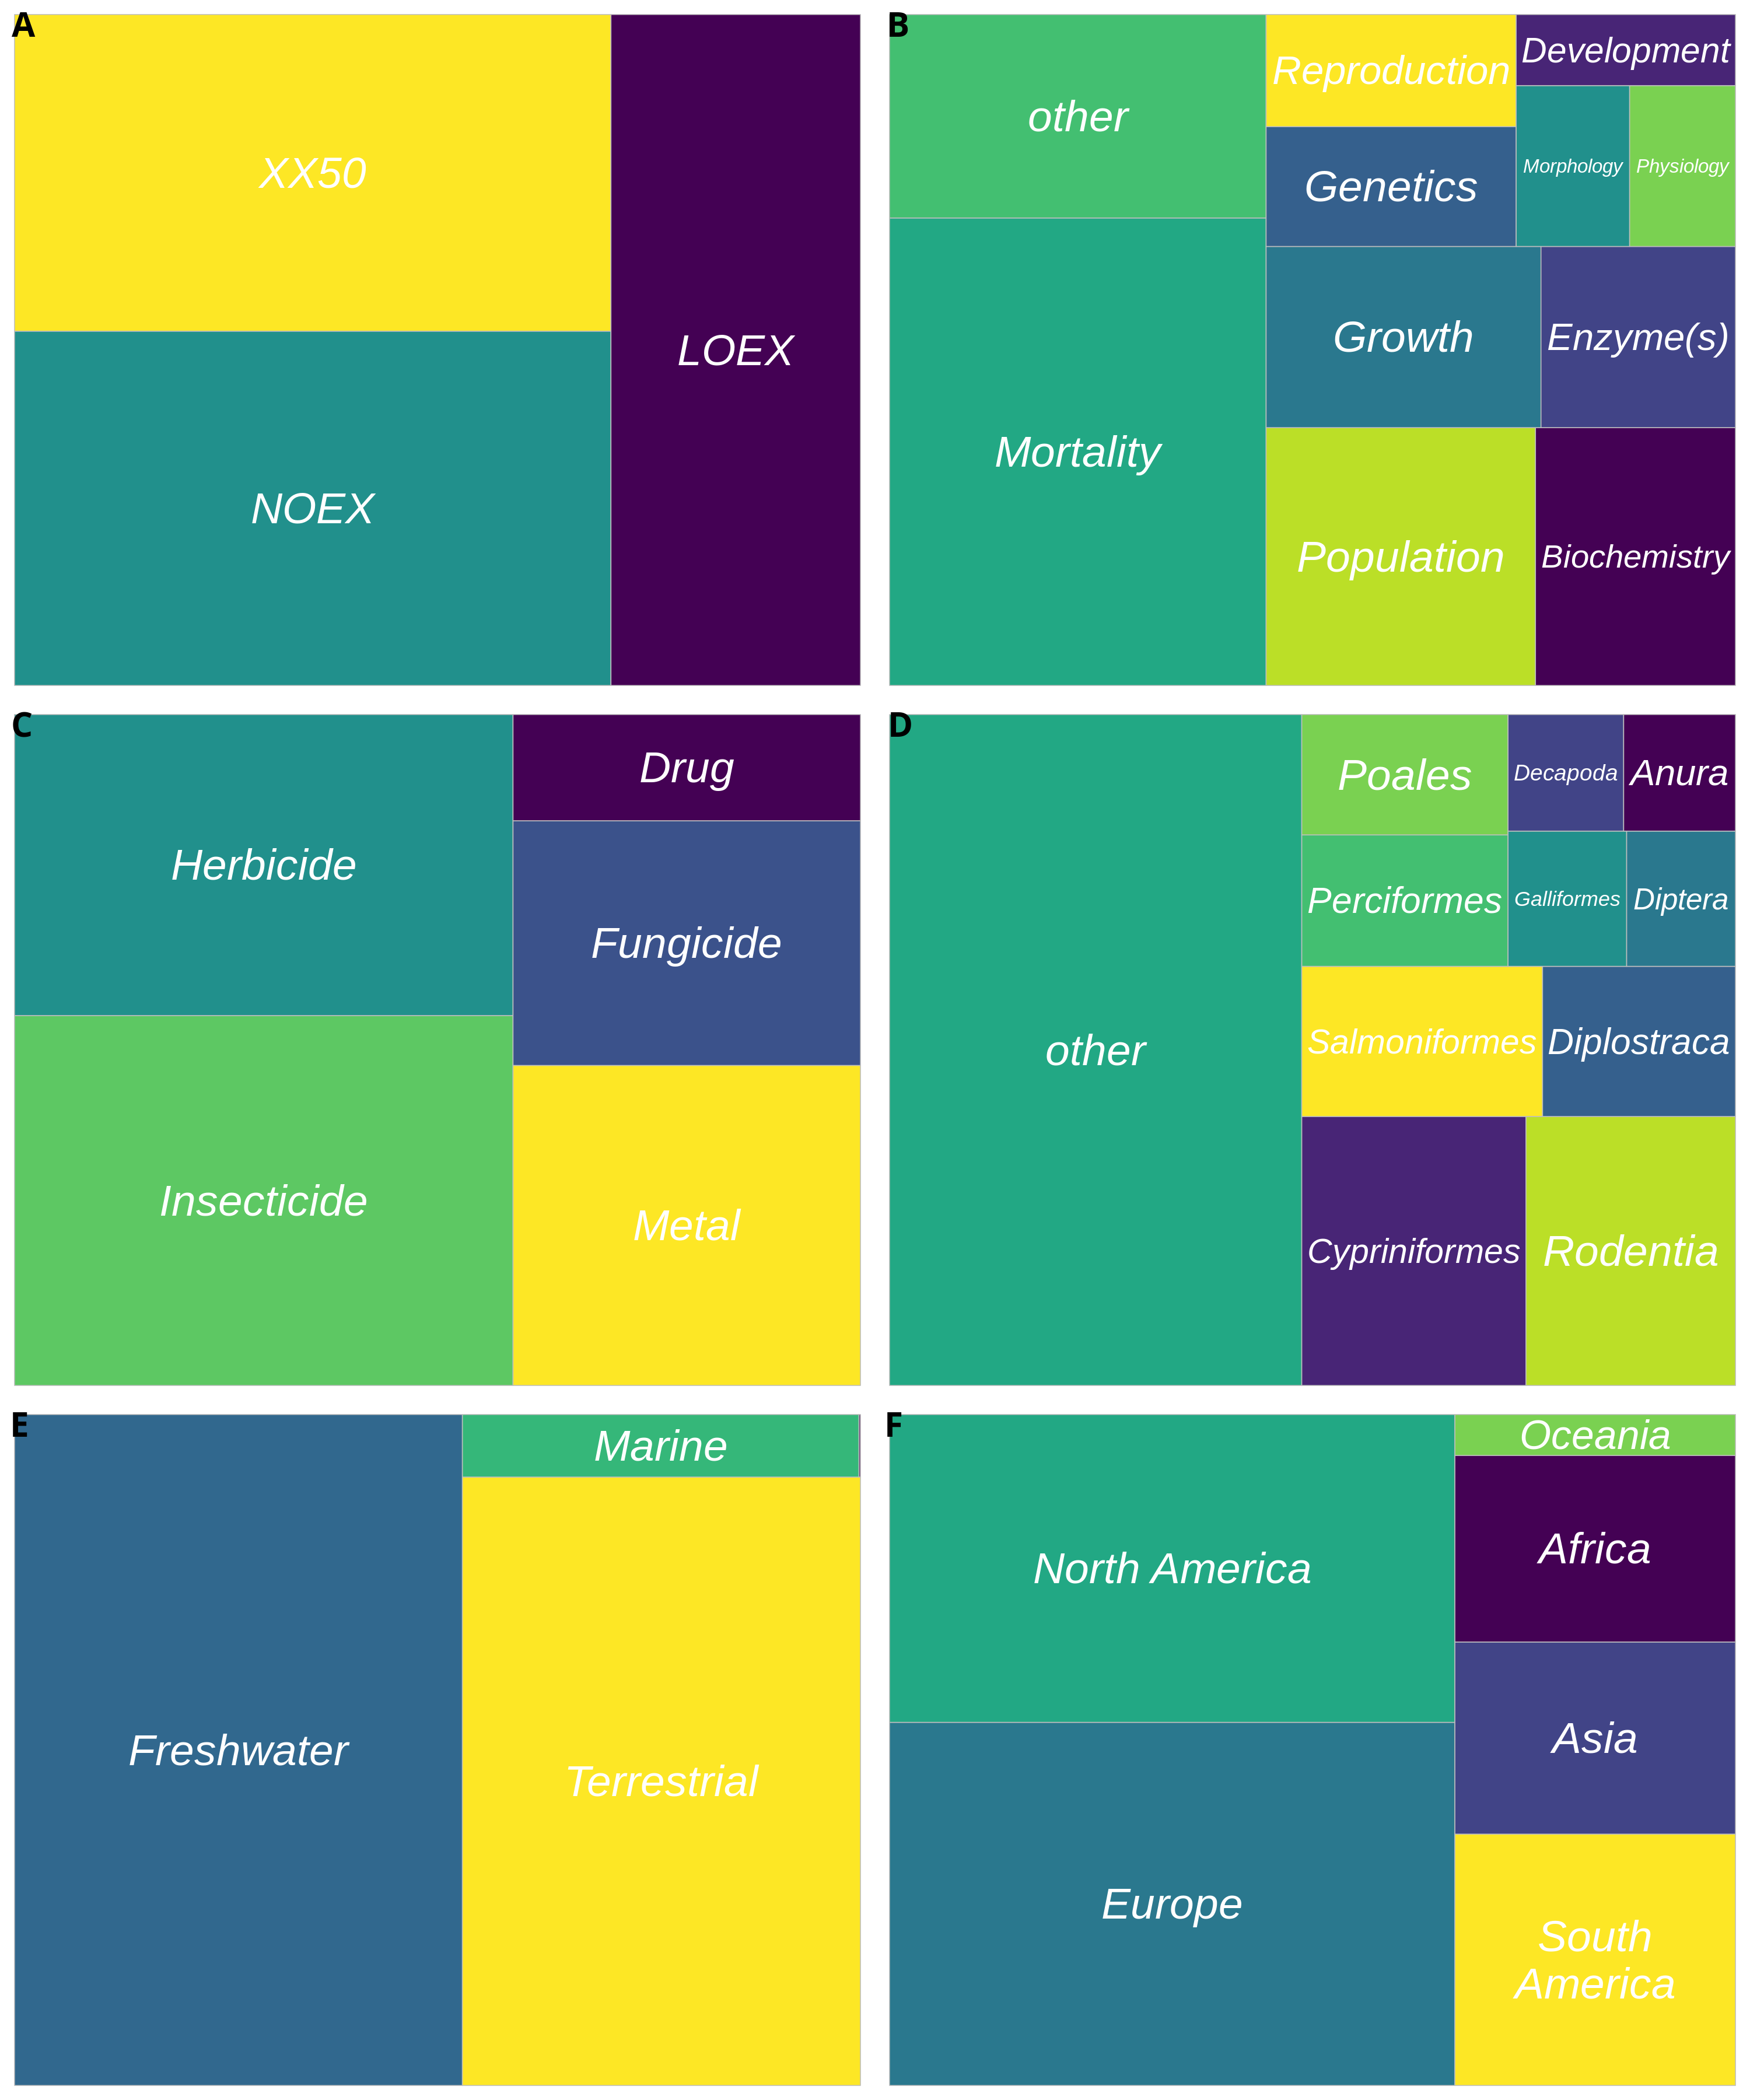 A
XX50
NOEX
LOEX
B
other
Mortality
Reproduction
Genetics
Development
Morphology
Physiology
Growth
Enzyme(s)
Population
Biochemistry
C
Herbicide
Insecticide
Drug
Fungicide
Metal
D
other
Poales
Decapoda
Anura
Perciformes
Galliformes
Diptera
Salmoniformes
Diplostraca
Cypriniformes
Rodentia
E
Freshwater
Marine
Terrestrial
F
North America
Europe
Oceania
Africa
Asia
South
America